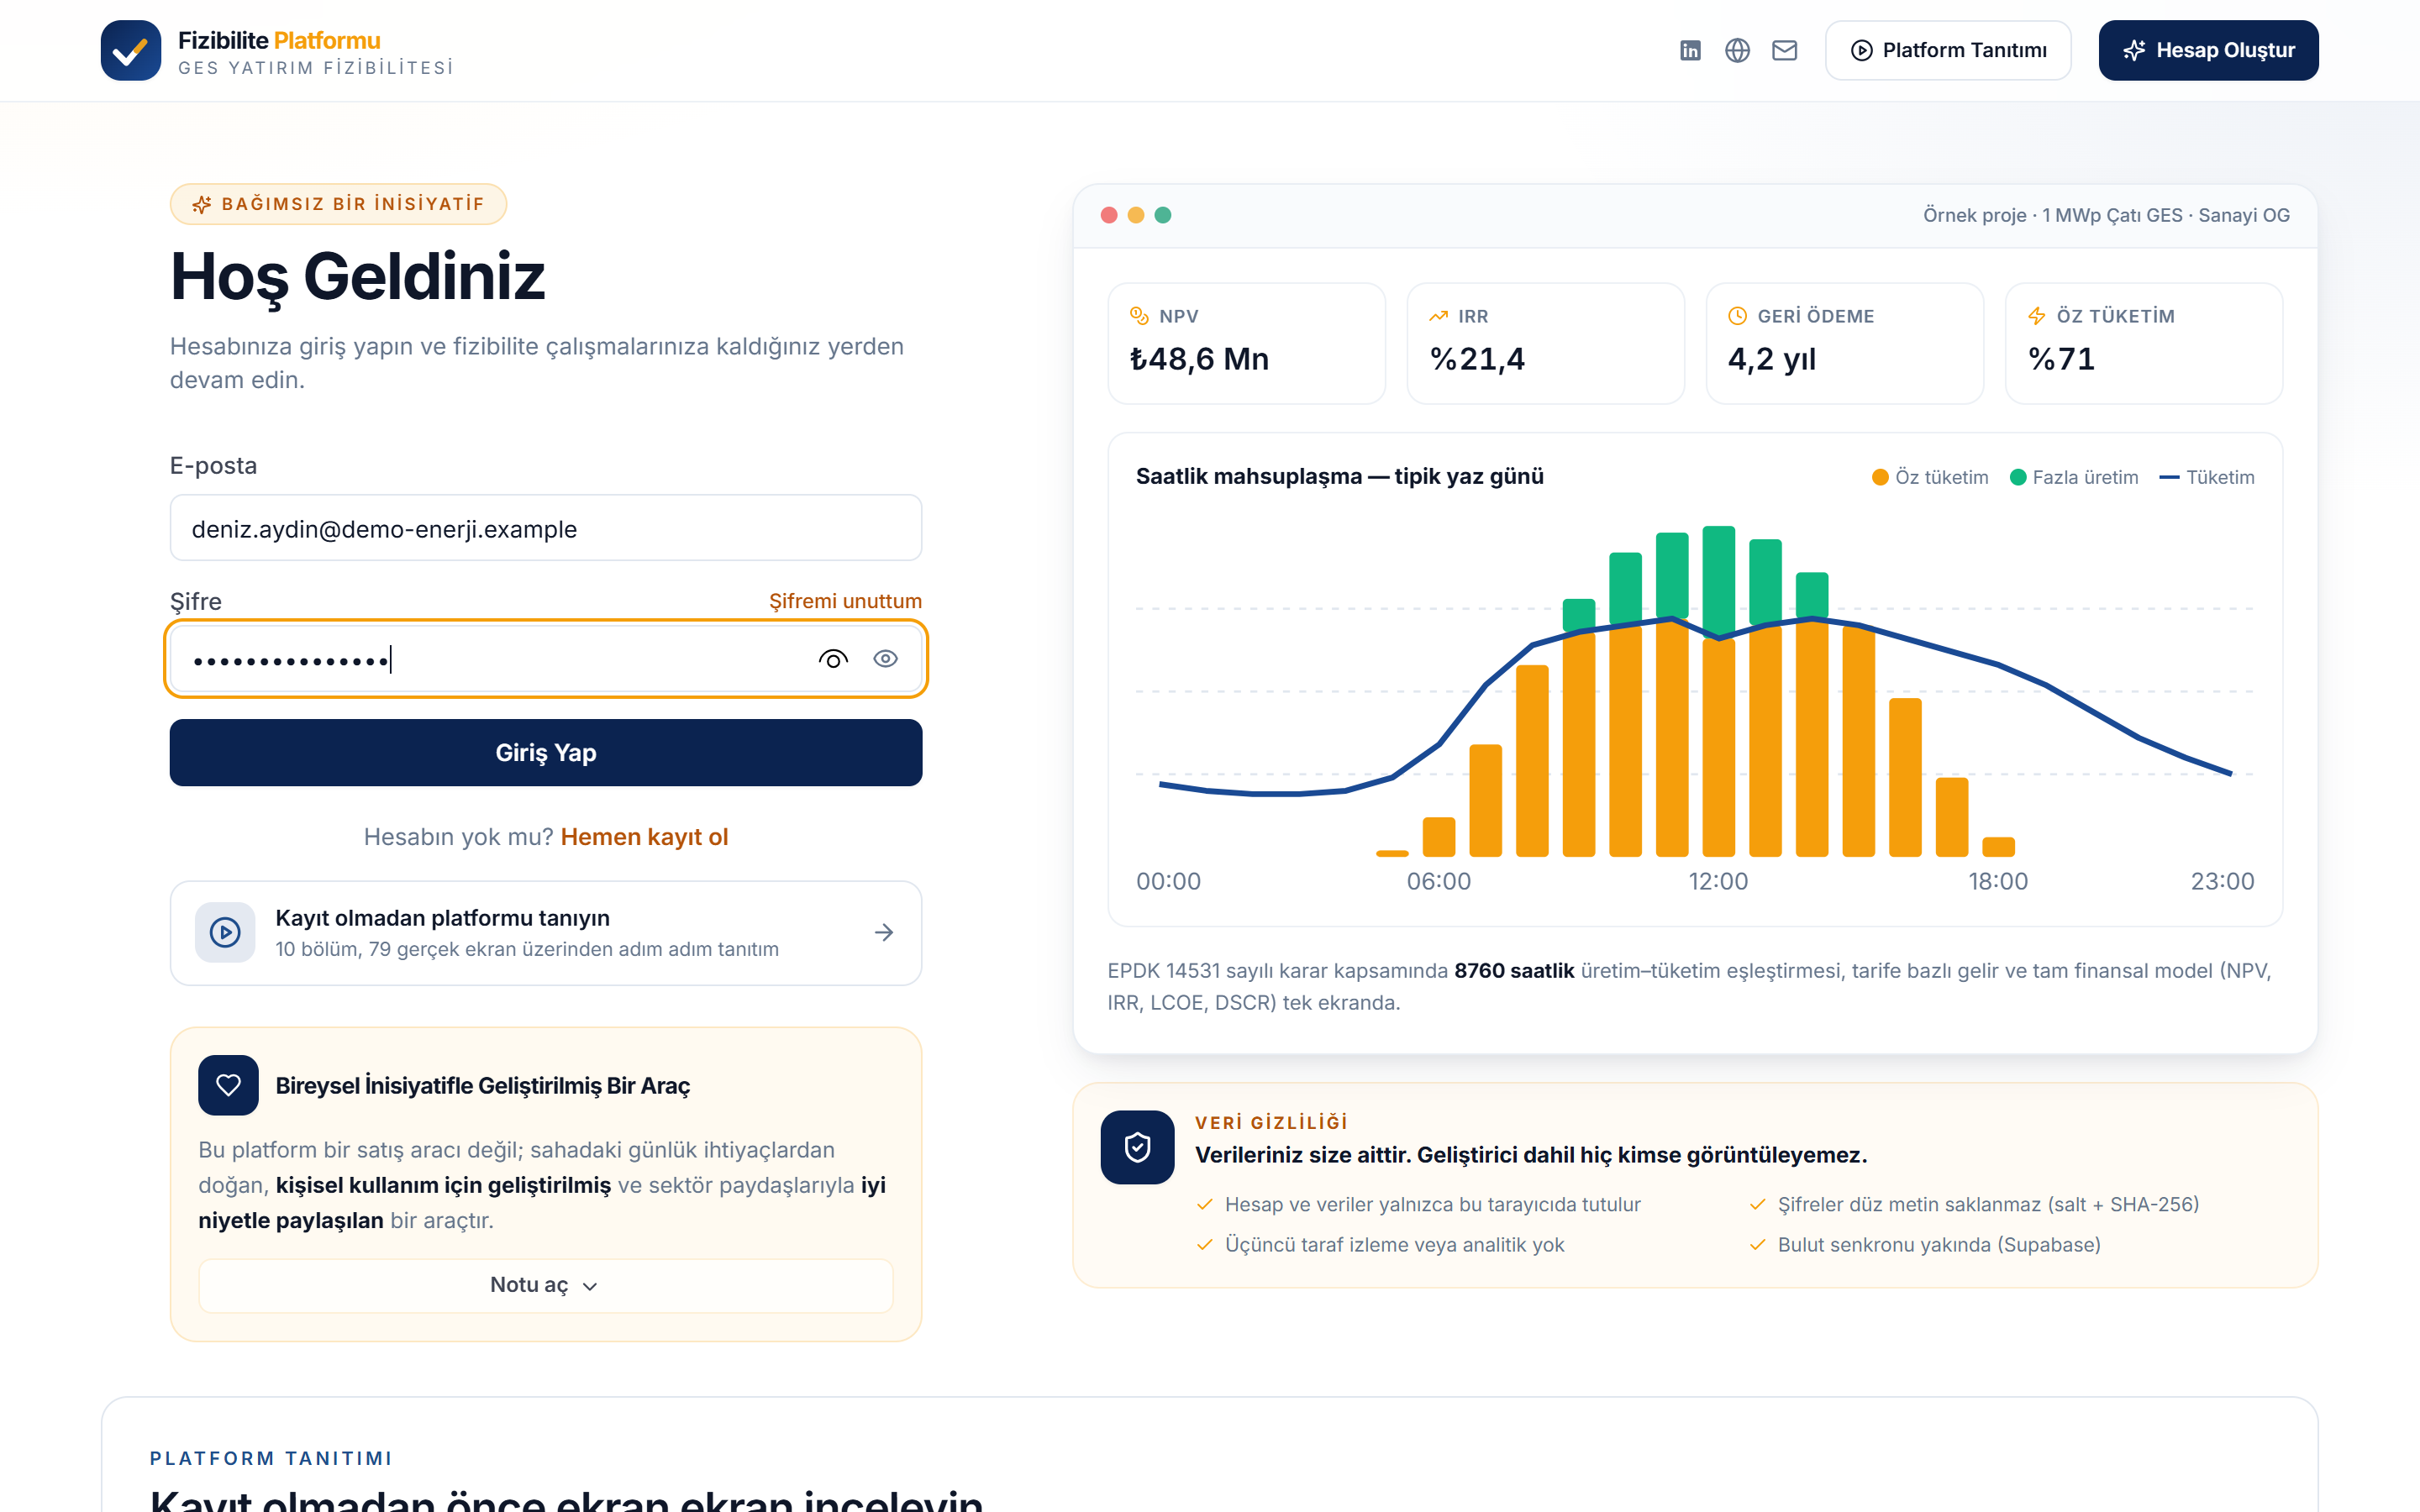 Fizibilite Platformu
GES YATIRIM FİZİBİLİTESİ
Platform Tanıtımı
Hesap Oluştur
BAĞIMSIZ BİR İNİSİYATİF
Hoş Geldiniz
Hesabınıza giriş yapın ve fizibilite çalışmalarınıza kaldığınız yerden
devam edin.
E-posta
deniz.aydin@demo-enerji.example
Şifre
Şifremi unuttum
Giriş Yap
Hesabın yok mu? Hemen kayıt ol
Kayıt olmadan platformu tanıyın
10 bölüm, 79 gerçek ekran üzerinden adım adım tanıtım
Bireysel İnisiyatifle Geliştirilmiş Bir Araç
Bu platform bir satış aracı değil; sahadaki günlük ihtiyaçlardan
doğan, kişisel kullanım için geliştirilmiş ve sektör paydaşlarıyla iyi
niyetle paylaşılan bir araçtır.
Notu aç
Örnek proje · 1 MWp Çatı GES · Sanayi OG
NPV
₺48,6 Mn
IRR
%21,4
GERİ ÖDEME
4,2 yıl
ÖZ TÜKETİM
%71
Saatlik mahsuplaşma — tipik yaz günü
Öz tüketim
Fazla üretim
Tüketim
00:00
06:00
12:00
18:00
23:00
EPDK 14531 sayılı karar kapsamında 8760 saatlik üretim–tüketim eşleştirmesi, tarife bazlı gelir ve tam finansal model (NPV,
IRR, LCOE, DSCR) tek ekranda.
VERİ GİZLİLİĞİ
Verileriniz size aittir. Geliştirici dahil hiç kimse görüntüleyemez.
Hesap ve veriler yalnızca bu tarayıcıda tutulur
Şifreler düz metin saklanmaz (salt + SHA-256)
Üçüncü taraf izleme veya analitik yok
Bulut senkronu yakında (Supabase)
PLATFORM TANITIMI
Kayıt olmadan önce ekran ekran inceleyin